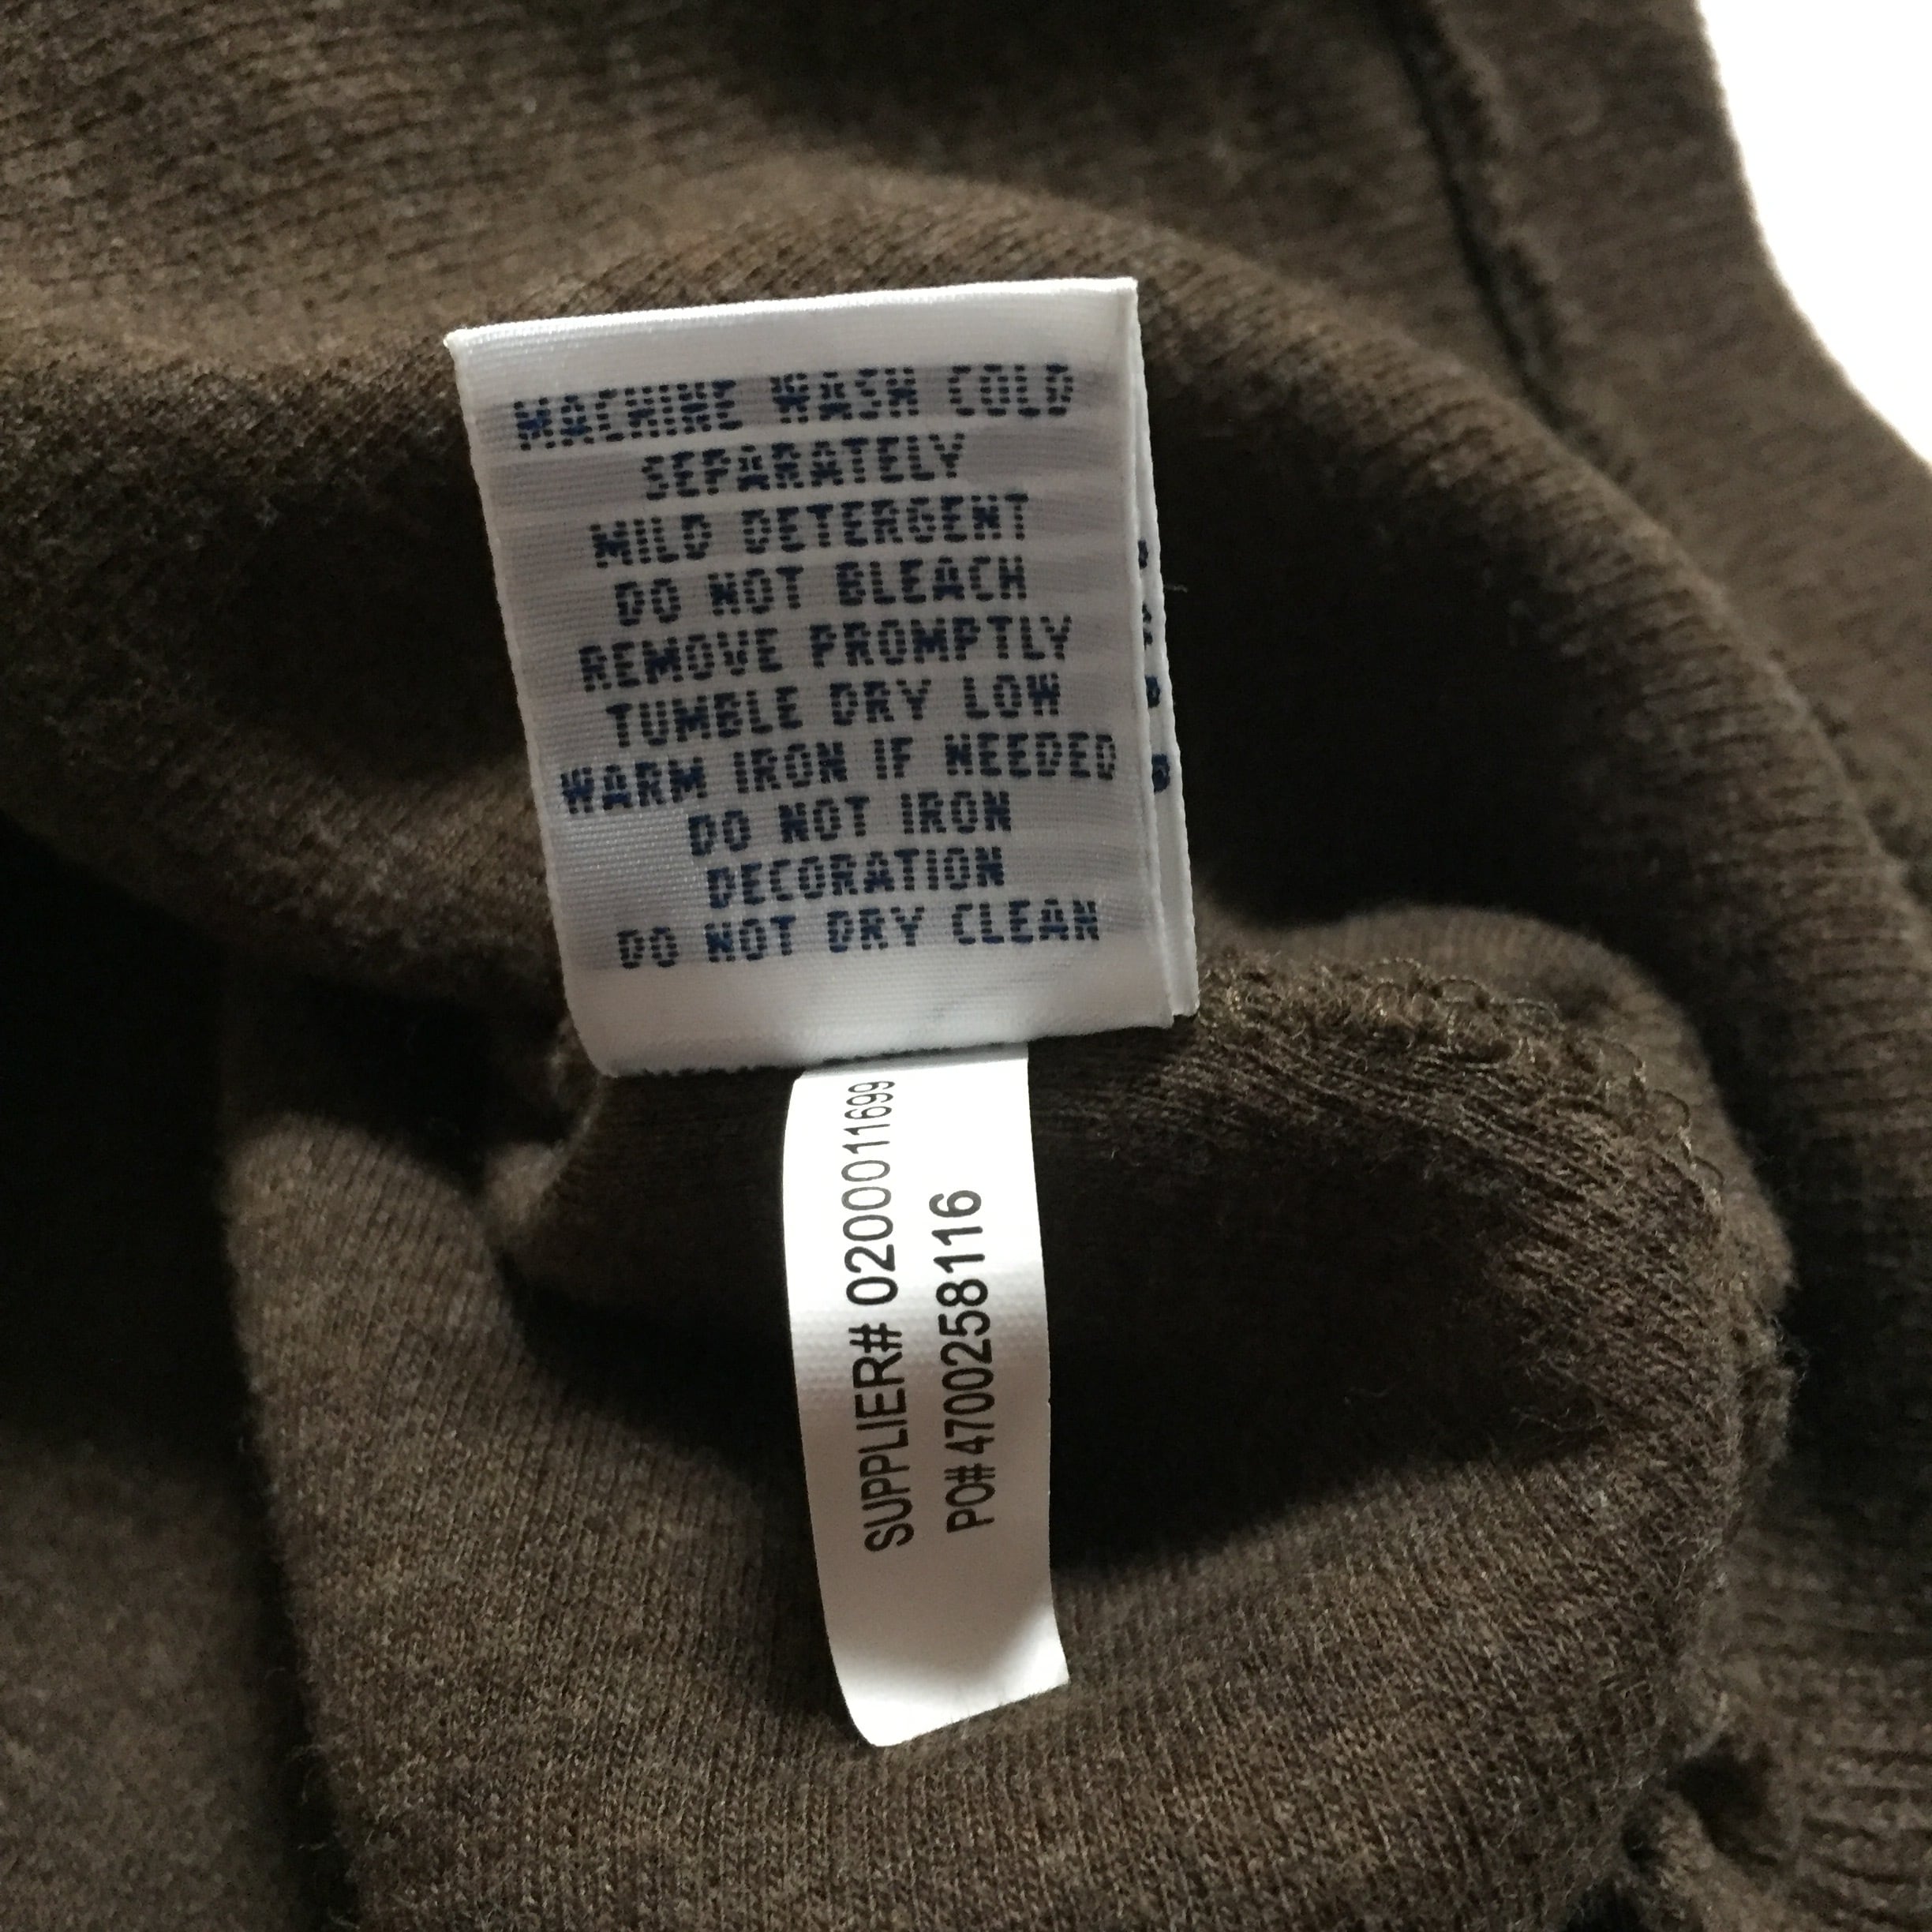 MACHINE WASH COLD
SEPARATELY
MILD DETERGENT
DO NOT BLEACH
REMOVE PROMPTLY
TUMBLE DRY LOW
WARM IRON IF NEEDED
DO NOT IRON
DECORATION
DO NOT DRY CLEAN
SUPPLIER# 0200011699
PO# 4700258116